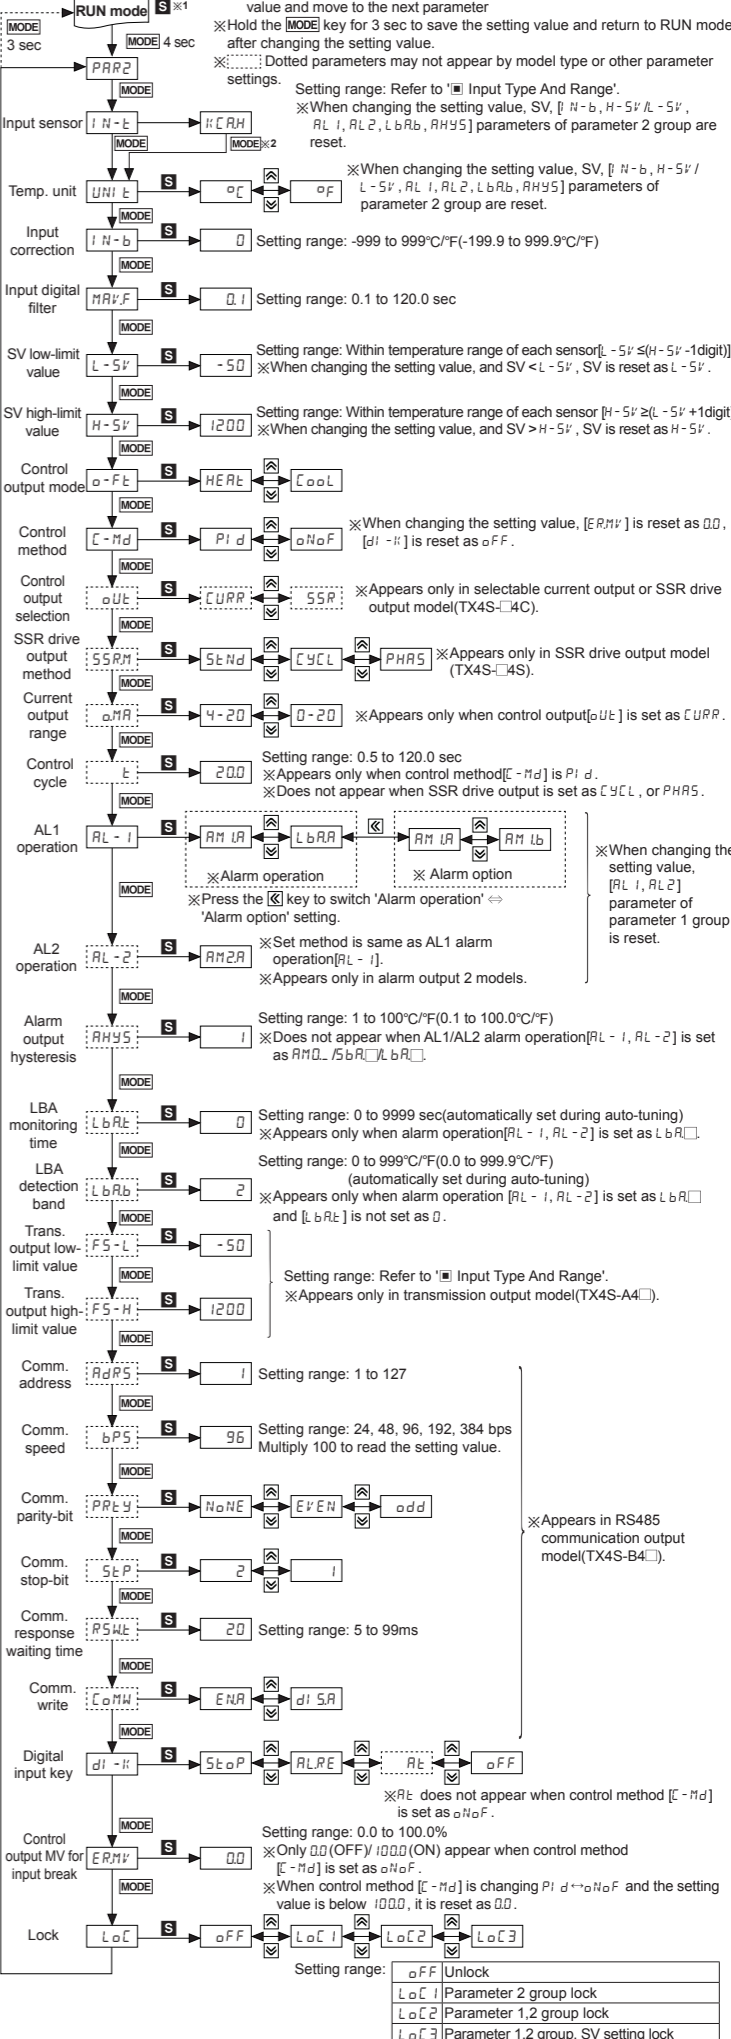 RUN mode S ※1
value and move to the next parameter
MODE
3 sec
MODE 4 sec
※Hold the MODE key for 3 sec to save the setting value and return to RUN mode
after changing the setting value.
※ Dotted parameters may not appear by model type or other parameter
settings.
PAR2
MODE
Setting range: Refer to '▣ Input Type And Range'.
Input sensor IN-t KCA.H
※When changing the setting value, SV, [IN-b, H-SV/L-SV,
AL1, AL2, LbA.b, AHYS] parameters of parameter 2 group are
reset.
MODE MODE ※2
Temp. unit UNIt S °C °F
※When changing the setting value, SV, [IN-b, H-SV/
L-SV, AL1, AL2, LbA.b, AHYS] parameters of
parameter 2 group are reset.
MODE
Input
correction IN-b S 0 Setting range: -999 to 999℃/℉(-199.9 to 999.9℃/℉)
MODE
Input digital
filter MAV.F S 0.1 Setting range: 0.1 to 120.0 sec
MODE
SV low-limit
value L-SV S -50 Setting range: Within temperature range of each sensor[L-SV ≤(H-SV -1digit)]
※When changing the setting value, and SV < L-SV, SV is reset as L-SV.
MODE
SV high-limit
value H-SV S 1200 Setting range: Within temperature range of each sensor [H-SV ≥(L-SV +1digit
※When changing the setting value, and SV > H-SV, SV is reset as H-SV.
MODE
Control
output mode o-Ft S HEAt CooL
MODE
Control
method C-Md S PId oNoF
※When changing the setting value, [ER.MV] is reset as 0.0,
[dI-K] is reset as oFF.
MODE
Control
output
selection oUt S CURR SSR
※Appears only in selectable current output or SSR drive
output model(TX4S-□4C).
MODE
SSR drive
output
method SSR.M S StNd CYCL PHAS
※Appears only in SSR drive output model
(TX4S-□4S).
MODE
Current
output
range o.MA S 4-20 0-20 ※Appears only when control output[oUt] is set as CURR.
MODE
Control
cycle t S 20.0
Setting range: 0.5 to 120.0 sec
※Appears only when control method[C-Md] is PId.
※Does not appear when SSR drive output is set as CYCL, or PHAS.
MODE
AL1
operation AL-1 S AM1.A LbA.A AM1.A AM1.b
※Alarm operation ※ Alarm option
※Press the key to switch 'Alarm operation' ⇔
'Alarm option' setting.
※When changing the
setting value,
[AL1, AL2]
parameter of
parameter 1 group
is reset.
MODE
AL2
operation AL-2 S AM2.A
※Set method is same as AL1 alarm
operation[AL-1].
※Appears only in alarm output 2 models.
MODE
Alarm
output
hysteresis AHYS S 1
Setting range: 1 to 100℃/℉(0.1 to 100.0℃/℉)
※Does not appear when AL1/AL2 alarm operation[AL-1, AL-2] is set
as AM0._ /SbA.□/LbA.□.
MODE
LBA
monitoring
time LbA.t S 0
Setting range: 0 to 9999 sec(automatically set during auto-tuning)
※Appears only when alarm operation[AL-1, AL-2] is set as LbA.□.
MODE
LBA
detection
band LbA.b S 2
Setting range: 0 to 999℃/℉(0.0 to 999.9℃/℉)
(automatically set during auto-tuning)
※Appears only when alarm operation [AL-1, AL-2] is set as LbA.□
and [LbA.t] is not set as 0.
MODE
Trans.
output low-
limit value FS-L S -50
MODE
Trans.
output high-
limit value FS-H S 1200
Setting range: Refer to '▣ Input Type And Range'.
※Appears only in transmission output model(TX4S-A4□).
MODE
Comm.
address AdRS S 1 Setting range: 1 to 127
MODE
Comm.
speed bPS S 96
Setting range: 24, 48, 96, 192, 384 bps
Multiply 100 to read the setting value.
MODE
Comm.
parity-bit PRtY S NoNE EVEN odd
※Appears in RS485
communication output
model(TX4S-B4□).
MODE
Comm.
stop-bit StP S 2 1
MODE
Comm.
response
waiting time RSW.t S 20 Setting range: 5 to 99ms
MODE
Comm.
write CoMW S EN.A dIS.A
MODE
Digital
input key dI-K S StoP AL.RE At oFF
※At does not appear when control method [C-Md]
is set as oNoF.
MODE
Control
output MV for
input break ER.MV S 0.0
Setting range: 0.0 to 100.0%
※Only 0.0(OFF)/ 100.0(ON) appear when control method
[C-Md] is set as oNoF.
※When control method [C-Md] is changing PId↔oNoF and the setting
value is below 100.0, it is reset as 0.0.
MODE
Lock LoC S oFF LoC1 LoC2 LoC3
Setting range: oFF Unlock
LoC1 Parameter 2 group lock
LoC2 Parameter 1,2 group lock
LoC3 Parameter 1,2 group, SV setting lock